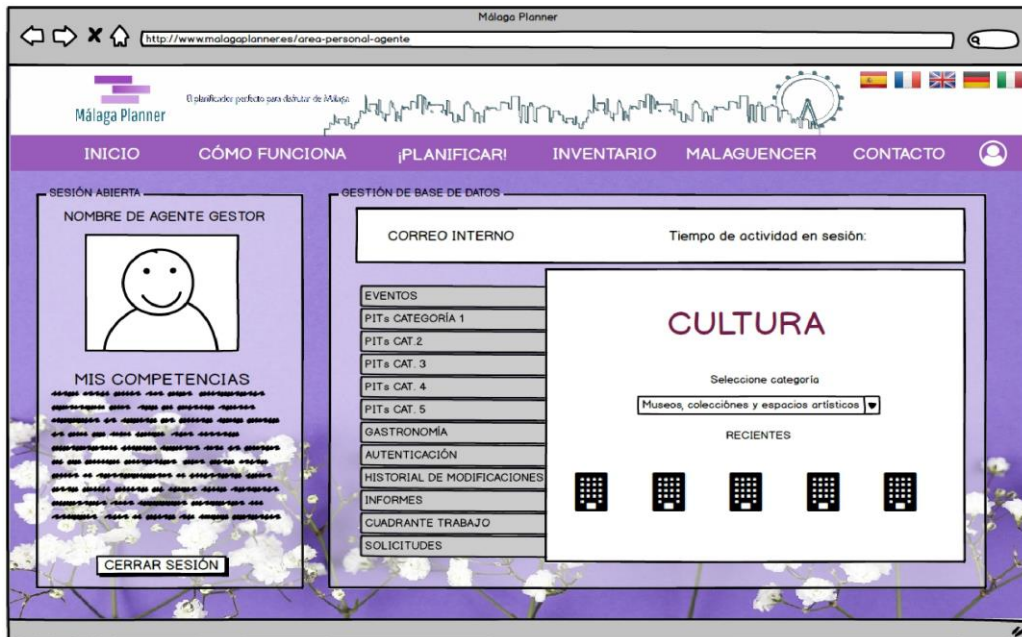 Málaga Planner
http://www.malagaplanner.es/area-personal-agente
Málaga Planner
El planificador perfecto para disfrutar de Málaga
INICIO CÓMO FUNCIONA ¡PLANIFICAR! INVENTARIO MALAGUENCER CONTACTO
SESIÓN ABIERTA
NOMBRE DE AGENTE GESTOR
MIS COMPETENCIAS
CERRAR SESIÓN
GESTIÓN DE BASE DE DATOS
CORREO INTERNO Tiempo de actividad en sesión:
EVENTOS
PITs CATEGORÍA 1
PITs CAT.2
PITs CAT. 3
PITs CAT. 4
PITs CAT. 5
GASTRONOMÍA
AUTENTICACIÓN
HISTORIAL DE MODIFICACIONES
INFORMES
CUADRANTE TRABAJO
SOLICITUDES
CULTURA
Seleccione categoría
Museos, colecciónes y espacios artísticos
RECIENTES